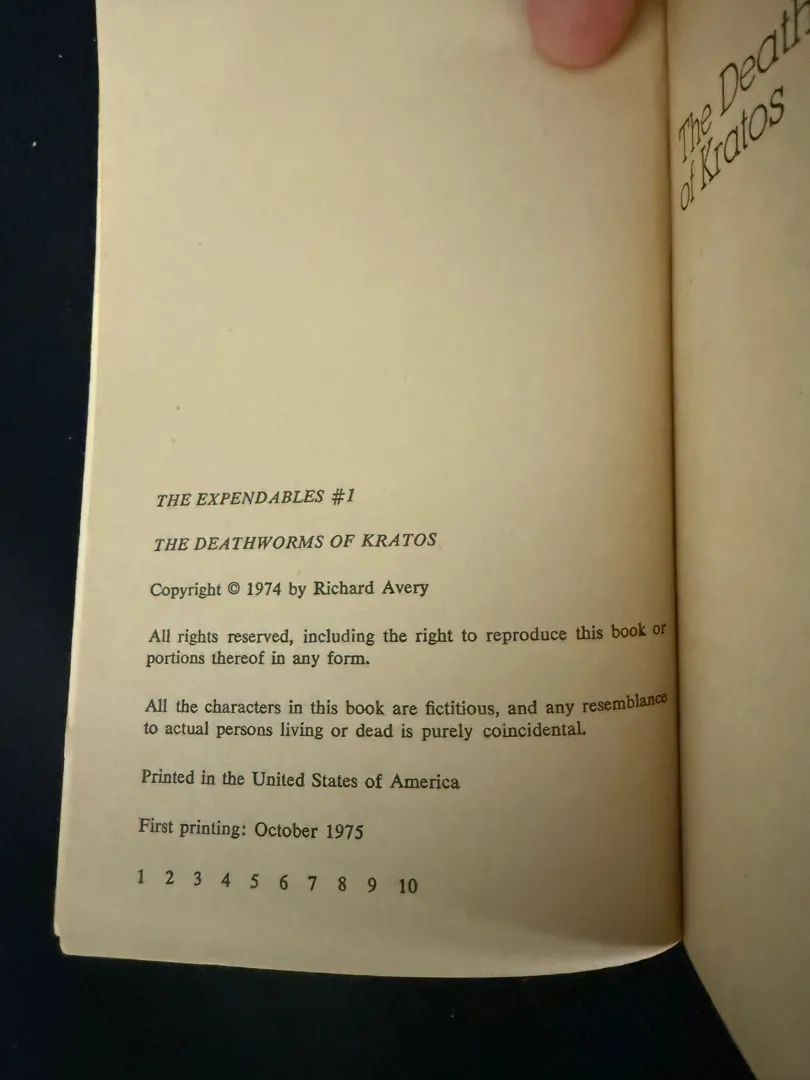 THE EXPENDABLES #1
THE DEATHWORMS OF KRATOS
Copyright © 1974 by Richard Avery
All rights reserved, including the right to reproduce this book or
portions thereof in any form.
All the characters in this book are fictitious, and any resemblance
to actual persons living or dead is purely coincidental.
Printed in the United States of America
First printing: October 1975
1 2 3 4 5 6 7 8 9 10
The Death
of Kratos